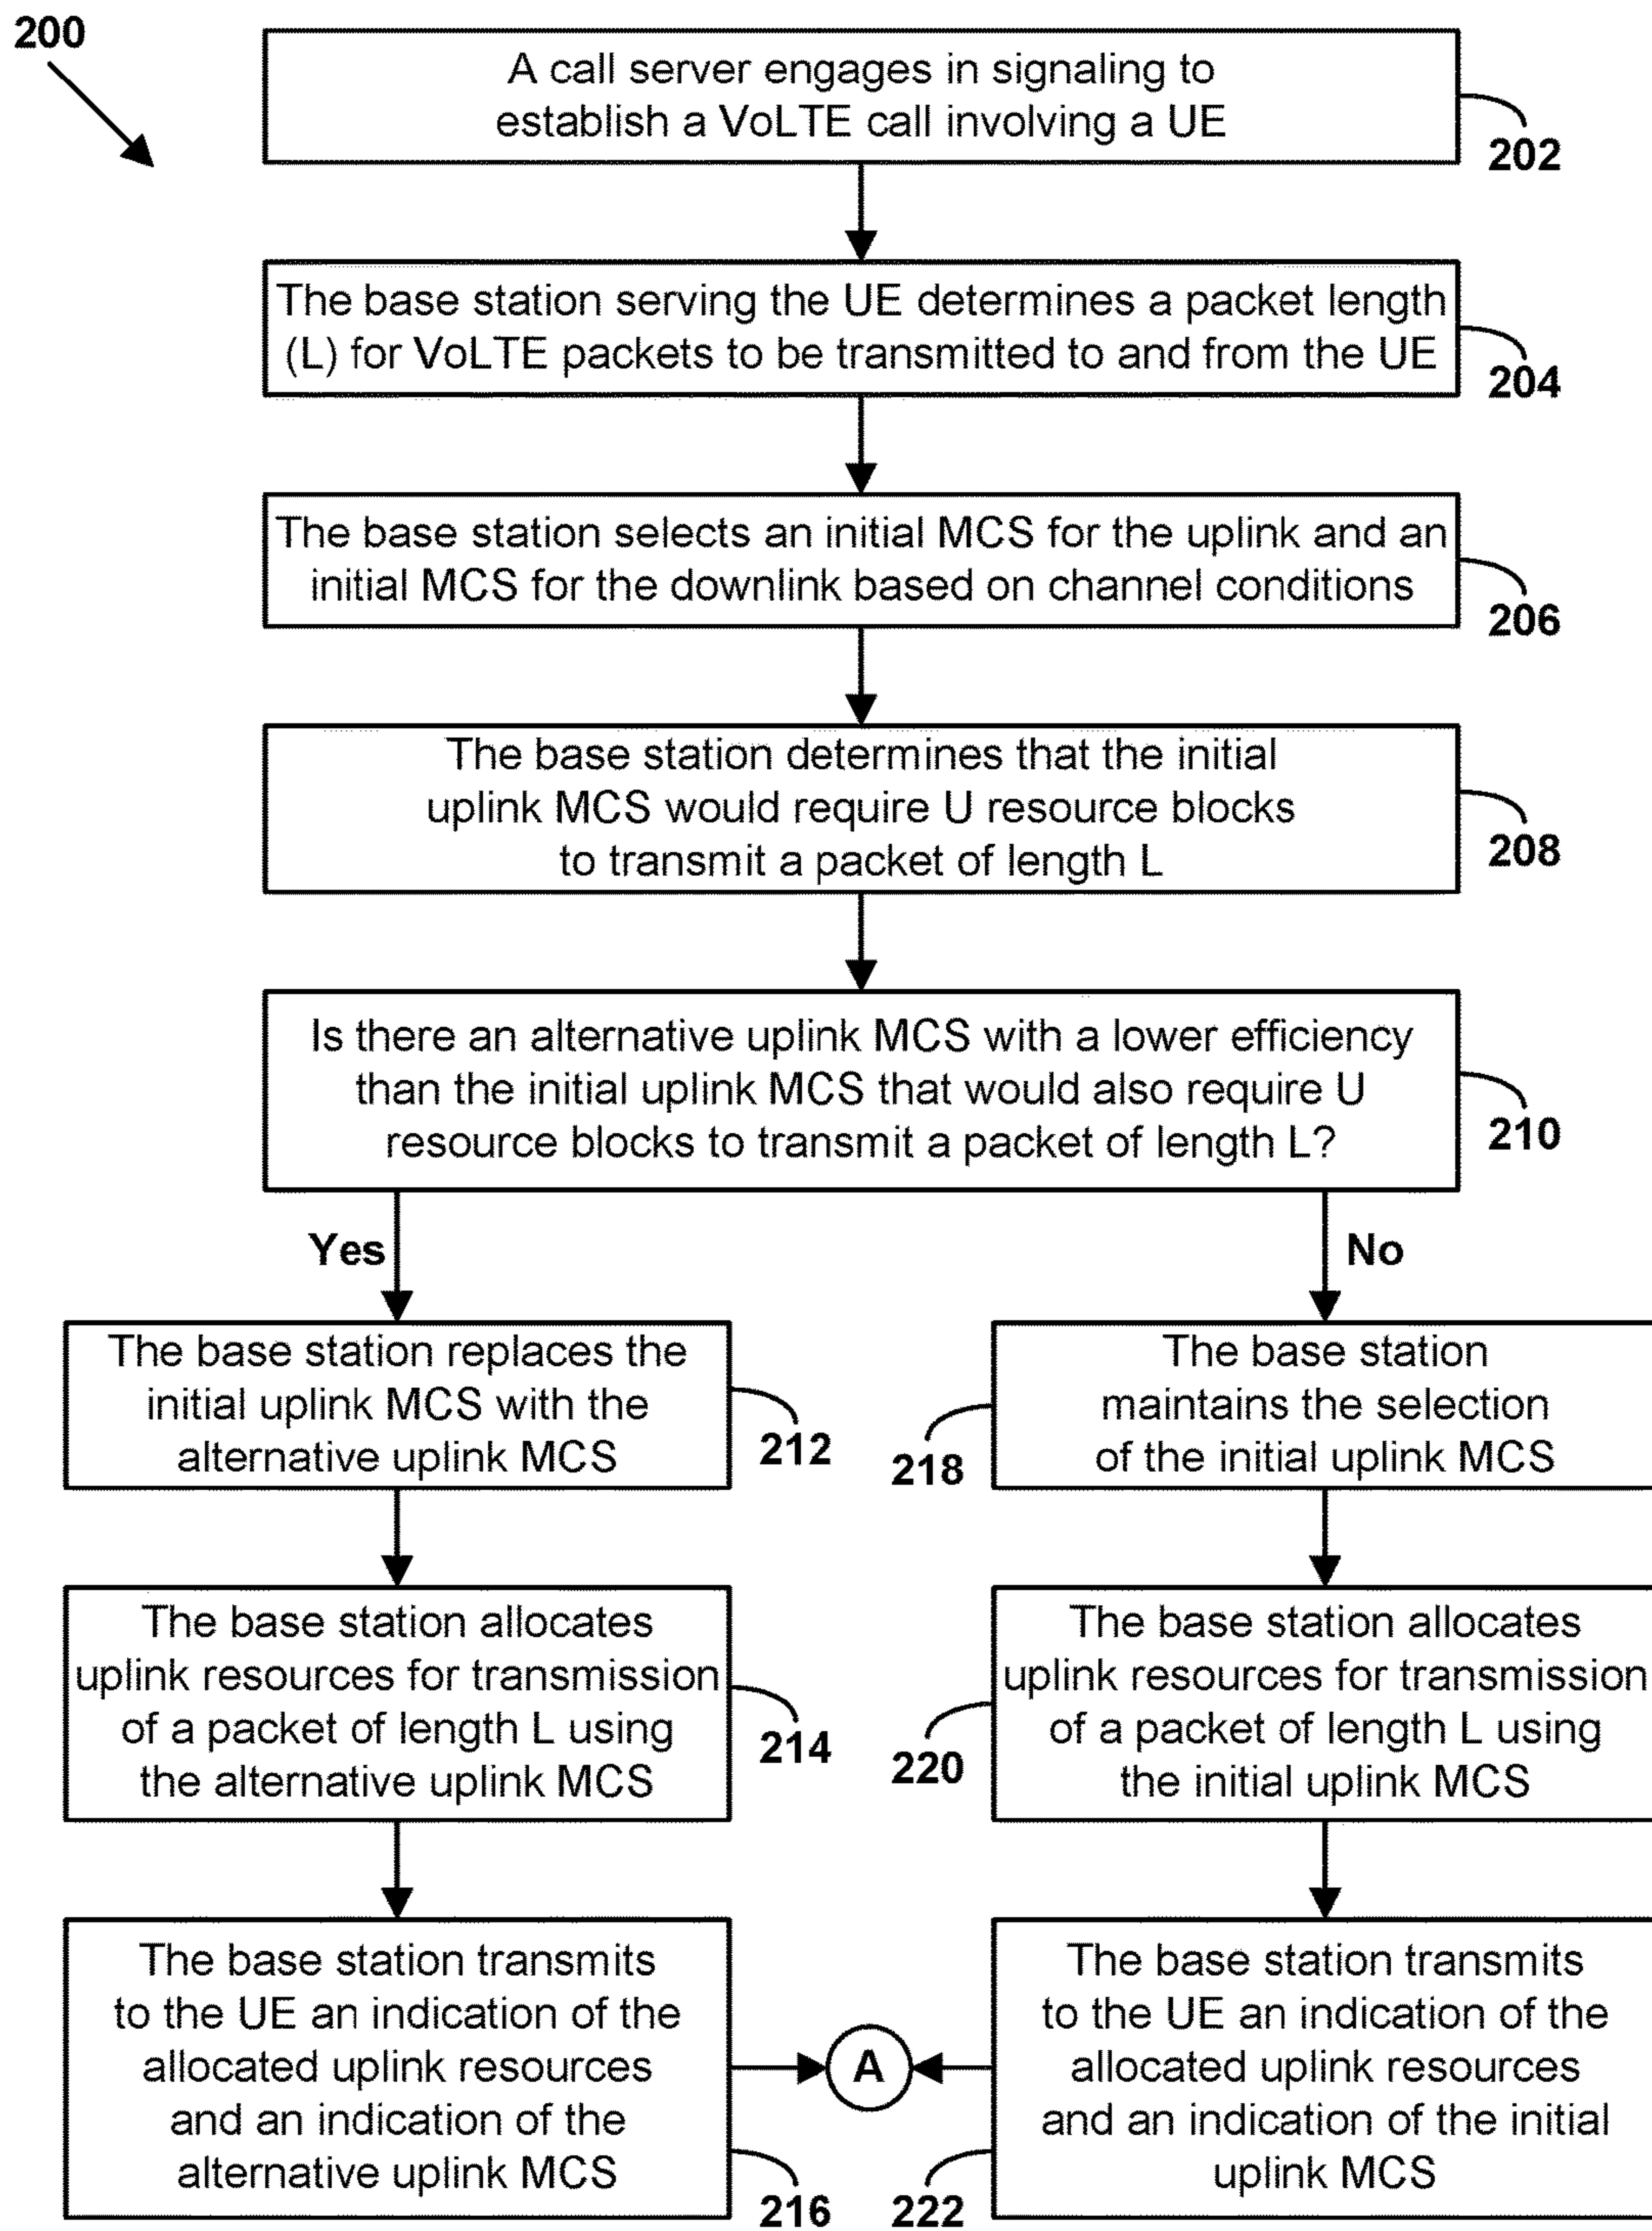 200
A call server engages in signaling to
establish a VoLTE call involving a UE
202
The base station serving the UE determines a packet length
(L) for VoLTE packets to be transmitted to and from the UE
204
The base station selects an initial MCS for the uplink and an
initial MCS for the downlink based on channel conditions
206
The base station determines that the initial
uplink MCS would require U resource blocks
to transmit a packet of length L
208
Is there an alternative uplink MCS with a lower efficiency
than the initial uplink MCS that would also require U
resource blocks to transmit a packet of length L?
210
Yes
No
The base station replaces the
initial uplink MCS with the
alternative uplink MCS
212
The base station
maintains the selection
of the initial uplink MCS
218
The base station allocates
uplink resources for transmission
of a packet of length L using
the alternative uplink MCS
214
The base station allocates
uplink resources for transmission
of a packet of length L using
the initial uplink MCS
220
The base station transmits
to the UE an indication of the
allocated uplink resources
and an indication of the
alternative uplink MCS
216
A
The base station transmits
to the UE an indication of the
allocated uplink resources
and an indication of the initial
uplink MCS
222